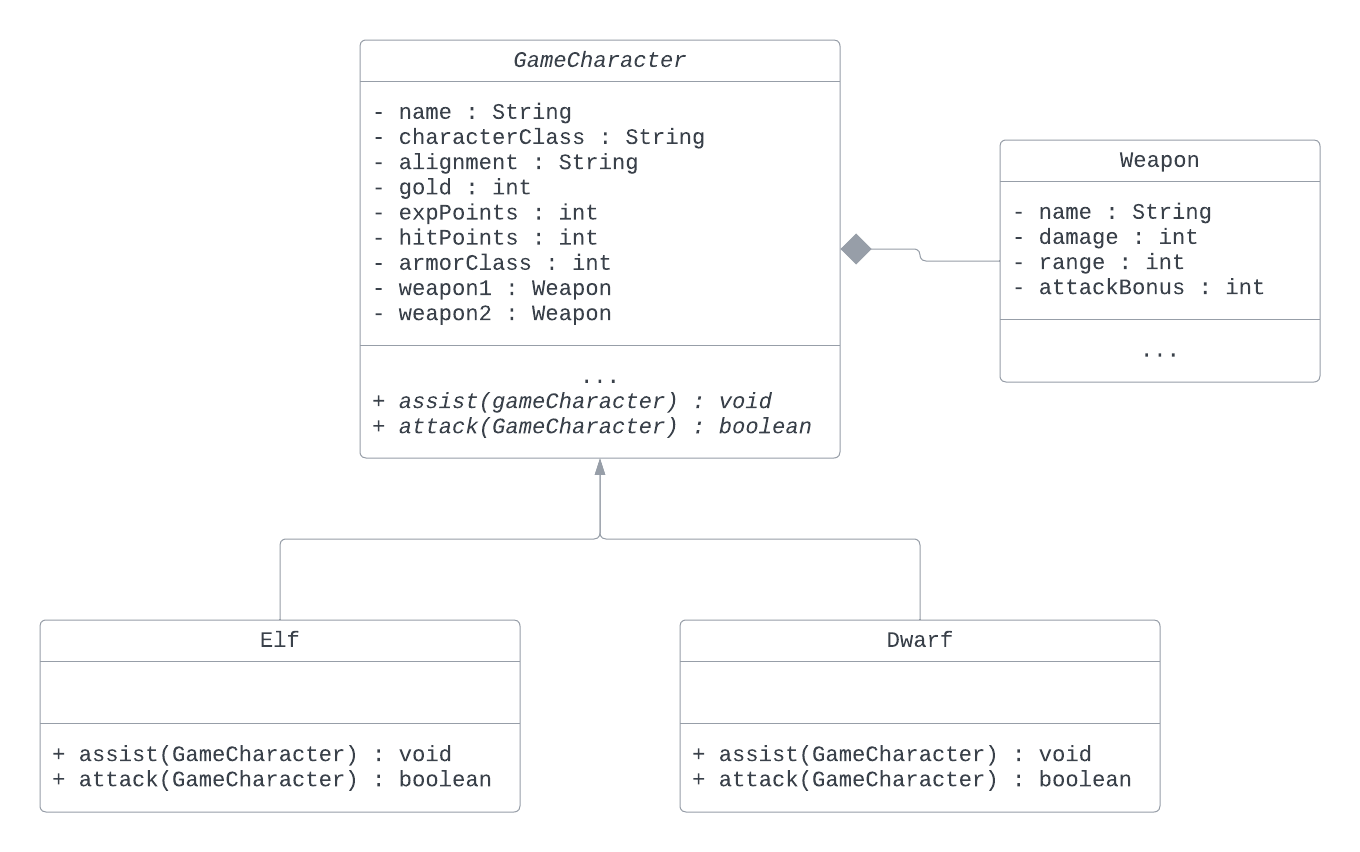 GameCharacter
- name : String
- characterClass : String
- alignment : String
- gold : int
- expPoints : int
- hitPoints : int
- armorClass : int
- weapon1 : Weapon
- weapon2 : Weapon
...
+ assist(gameCharacter) : void
+ attack(GameCharacter) : boolean
Weapon
- name : String
- damage : int
- range : int
- attackBonus : int
...
Elf
+ assist(GameCharacter) : void
+ attack(GameCharacter) : boolean
Dwarf
+ assist(GameCharacter) : void
+ attack(GameCharacter) : boolean